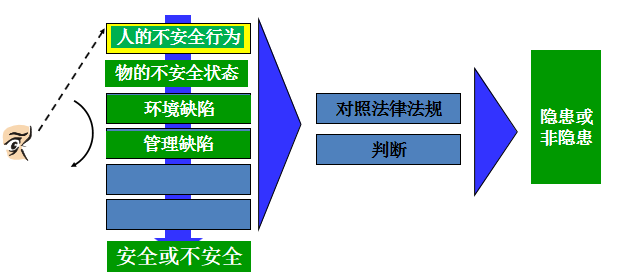 人的不安全行为
物的不安全状态
环境缺陷
管理缺陷
安全或不安全
对照法律法规
判断
隐患或
非隐患